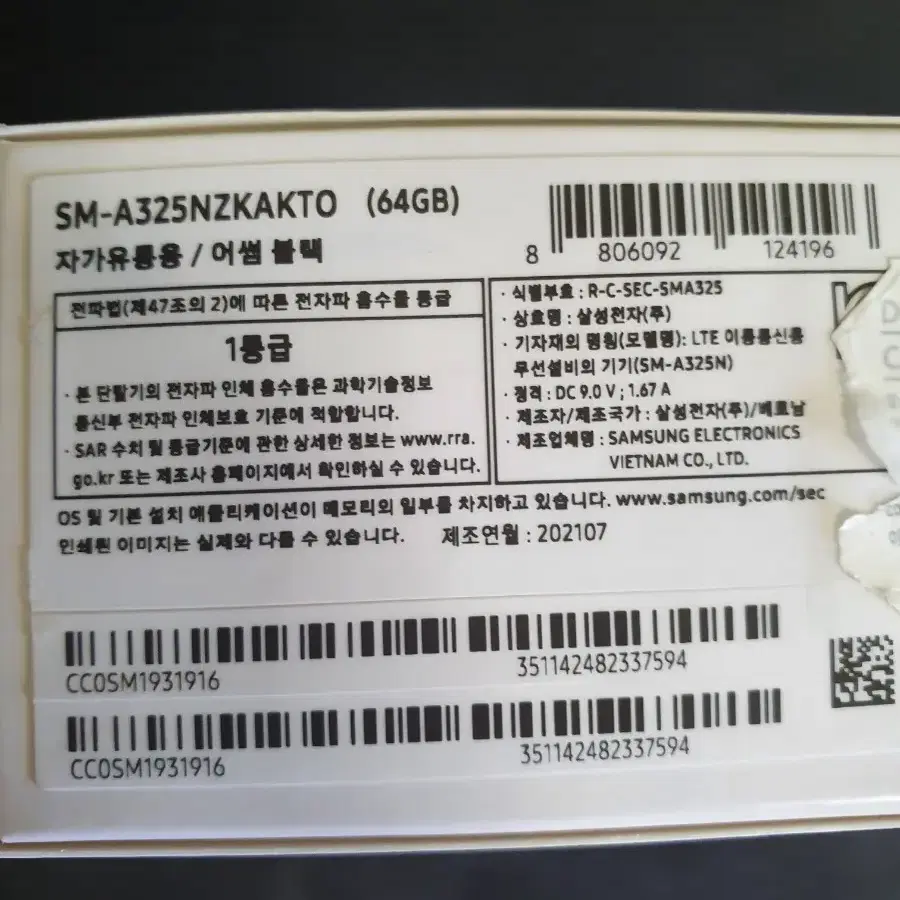 SM-A325NZKAKTO (64GB)
자가유통용 / 어썸 블랙
8 806092 124196
전파법(제47조의 2)에 따른 전자파 흡수율 등급
1등급
· 본 단말기의 전자파 인체 흡수율은 과학기술정보
통신부 전자파 인체보호 기준에 적합합니다.
· SAR 수치 및 등급기준에 관한 상세한 정보는 www.rra.
go.kr 또는 제조사 홈페이지에서 확인하실 수 있습니다.
· 식별부호 : R-C-SEC-SMA325
· 상호명 : 삼성전자(주)
· 기자재의 명칭(모델명): LTE 이동통신용
무선설비의 기기(SM-A325N)
· 정격 : DC 9.0 V ; 1.67 A
· 제조자/제조국가 : 삼성전자(주)/베트남
· 제조업체명 : SAMSUNG ELECTRONICS
VIETNAM CO., LTD.
OS 및 기본 설치 애플리케이션이 메모리의 일부를 차지하고 있습니다. www.samsung.com/sec
인쇄된 이미지는 실제와 다를 수 있습니다. 제조연월 : 202107
CC0SM1931916 351142482337594
CC0SM1931916 351142482337594